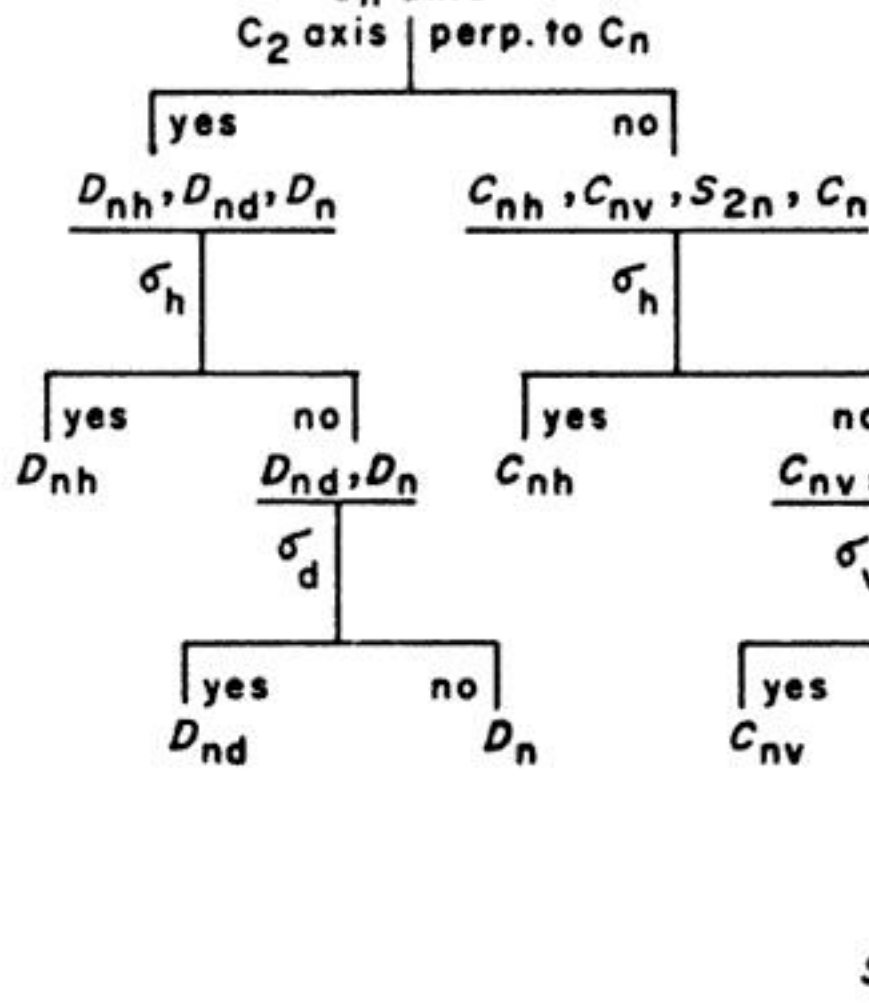 C2 axis perp. to Cn
yes no
Dnh, Dnd, Dn Cnh, Cnv, S2n, Cn
σh σh
yes no yes
Dnh Dnd, Dn Cnh Cnv
σd σ
yes no yes
Dnd Dn Cnv